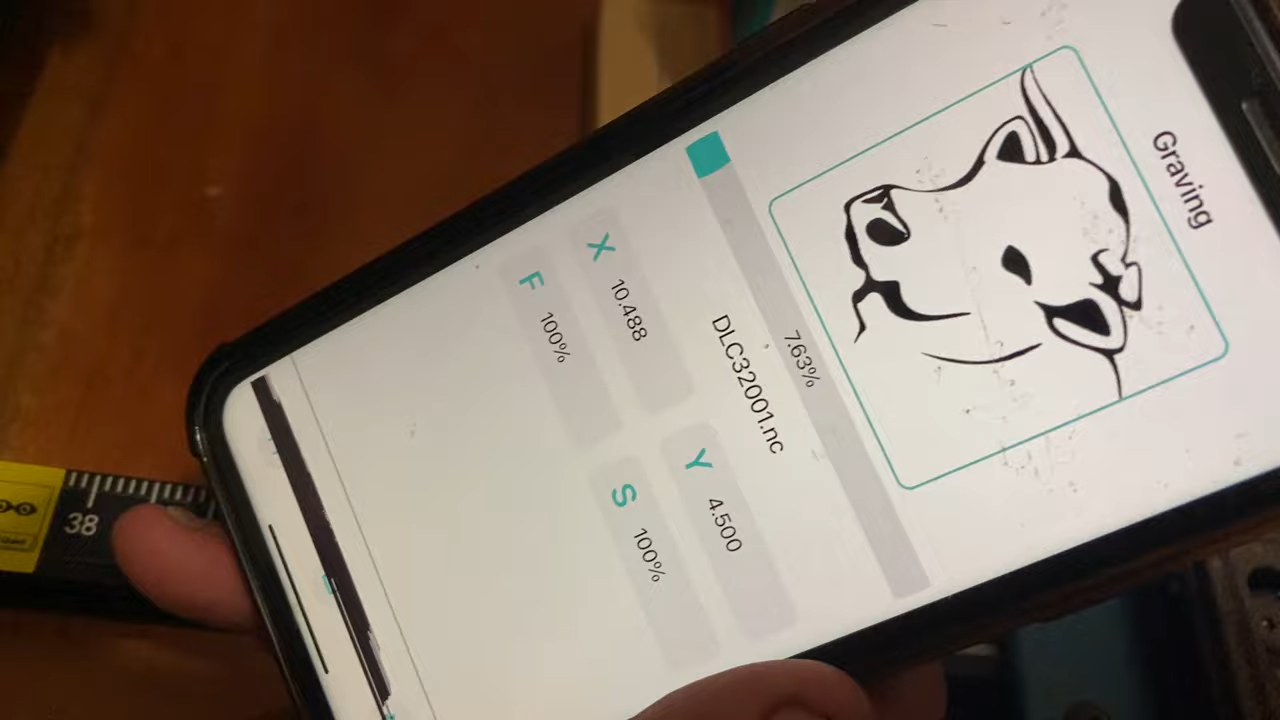 Graving
7.63%
DLC32001.nc
X 10.488
Y 4.500
F 100%
S 100%
38